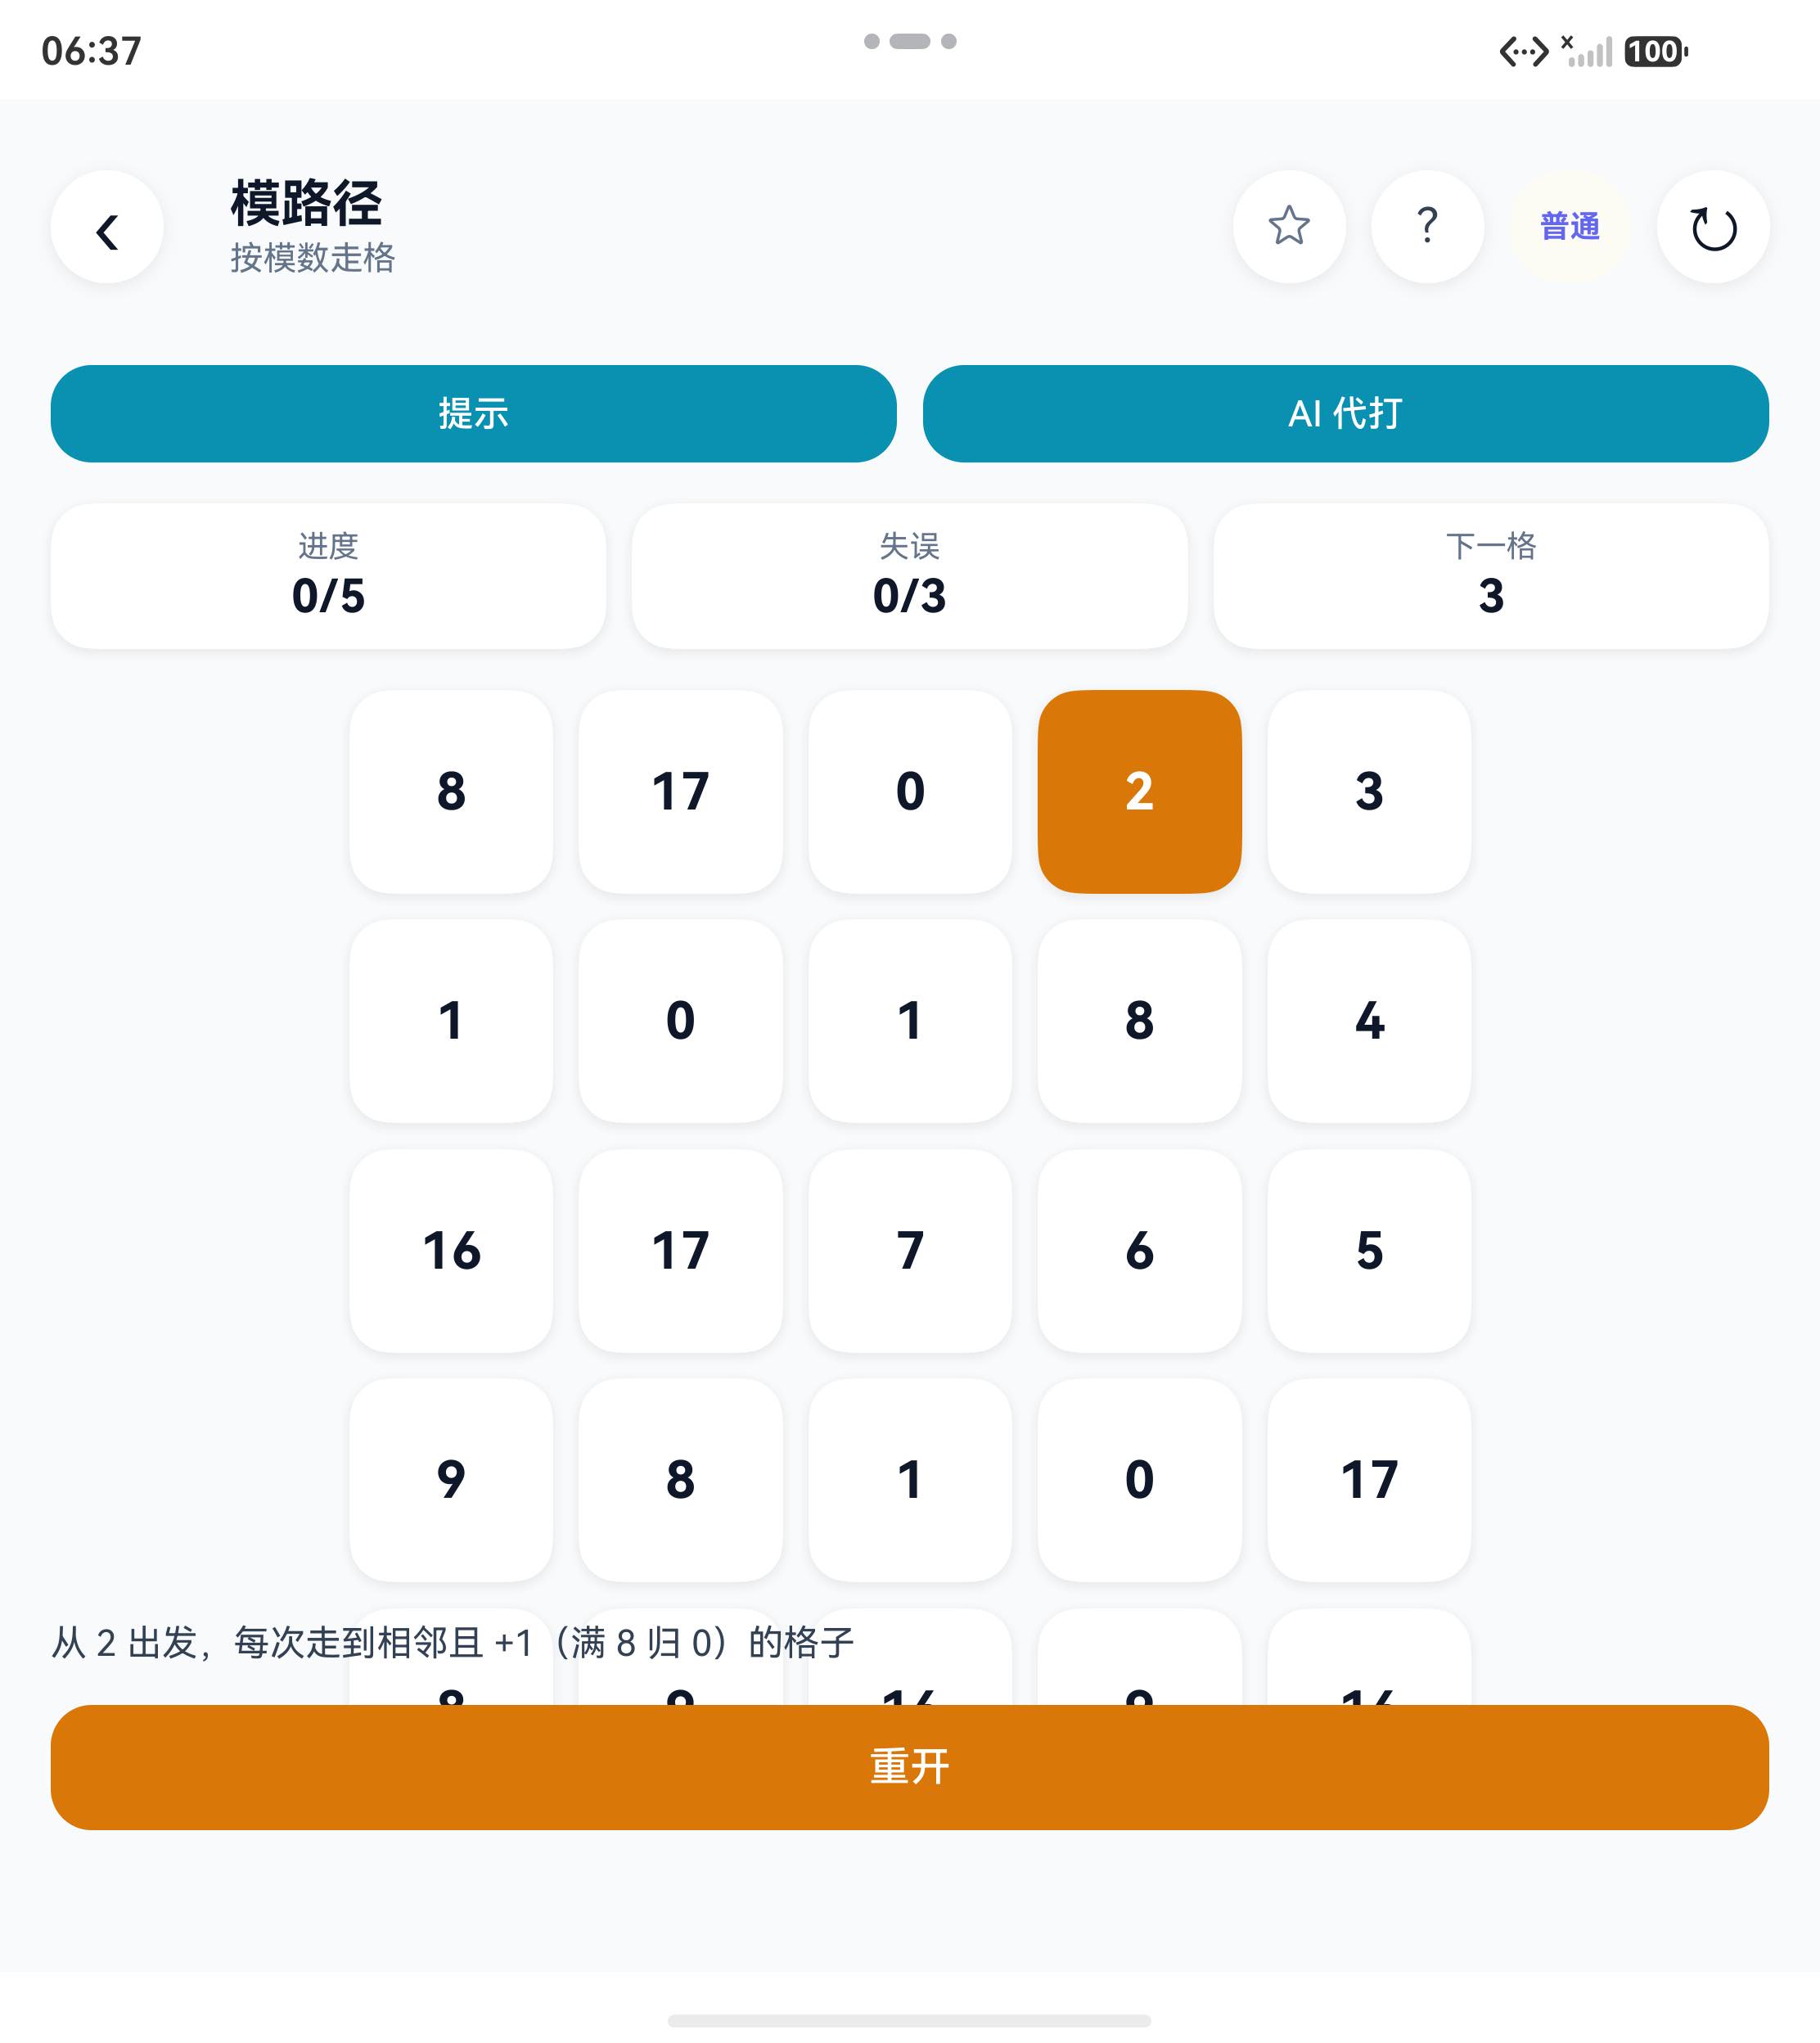 06:37
100
模路径
按模数走格
?
普通
提示
AI 代打
进度
0/5
失误
0/3
下一格
3
8 17 0 2 3
1 0 1 8 4
16 17 7 6 5
9 8 1 0 17
从 2 出发，每次走到相邻且 +1（满 8 归 0）的格子
重开